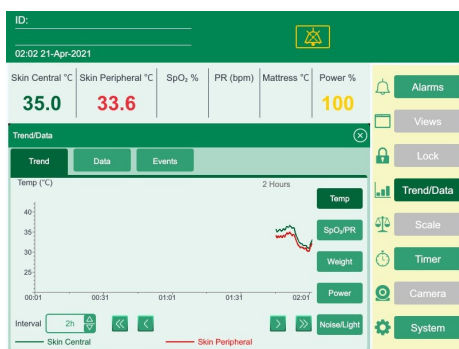 ID:
02:02 21-Apr-2021
Skin Central °C Skin Peripheral °C SpO₂ % PR (bpm) Mattress °C Power %
35.0 33.6 100
Alarms
Views
Lock
Trend/Data
Scale
Timer
Camera
System
Trend/Data
Trend Data Events
Temp (°C) 2 Hours
40
35
30
25
00:01 00:31 01:01 01:31 02:01
Temp
SpO₂/PR
Weight
Power
Noise/Light
Interval 2h
Skin Central Skin Peripheral